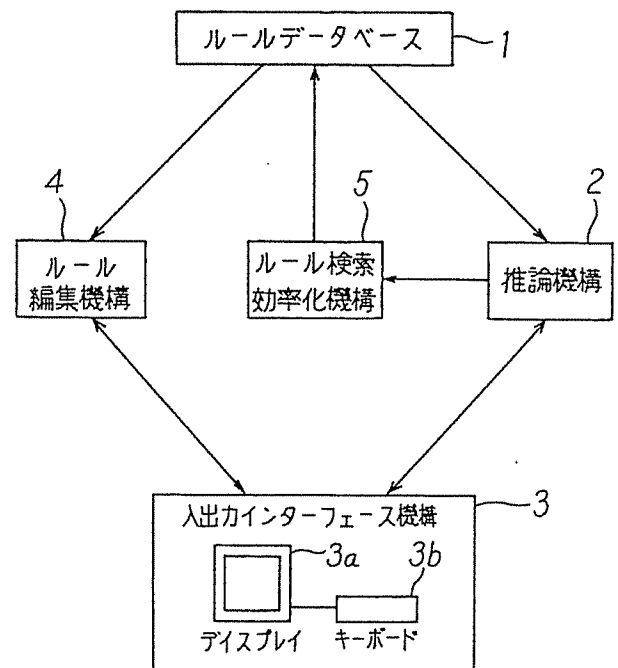 ルールデータベース
1
4
5
2
ルール
編集機構
ルール検索
効率化機構
推論機構
入出力インターフェース機構
3
3a
3b
デイスプレイ
キーボード